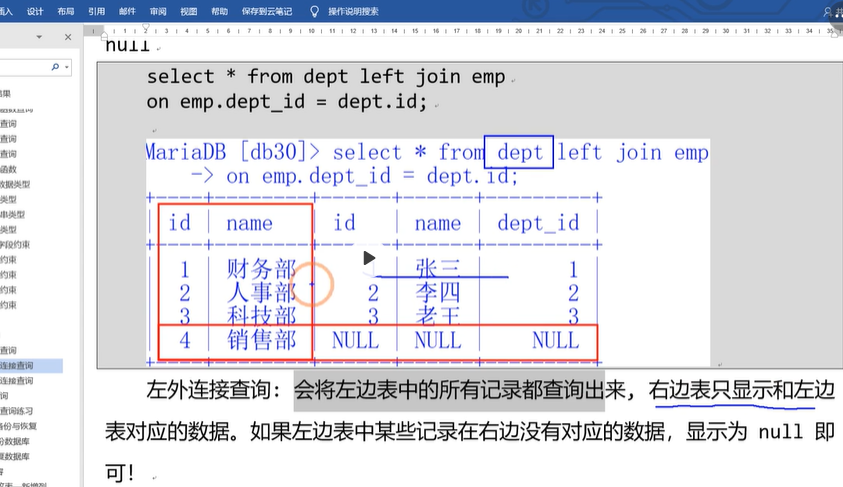 设计 布局 引用 邮件 审阅 视图 帮助 保存到云笔记 操作说明搜索
null
select * from dept left join emp
on emp.dept_id = dept.id;
MariaDB [db30]> select * from dept left join emp
-> on emp.dept_id = dept.id;
id name id name dept_id
1 财务部 张三 1
2 人事部 2 李四 2
3 科技部 3 老王 3
4 销售部 NULL NULL NULL
左外连接查询：会将左边表中的所有记录都查询出来，右边表只显示和左边
表对应的数据。如果左边表中某些记录在右边没有对应的数据，显示为 null 即
可！
查询
查询
查询
函数
数据类型
类型
串类型
类型
字段约束
约束
约束
约束
约束
查询
连接查询
连接查询
查询练习
备份与恢复
份数据库
复数据库